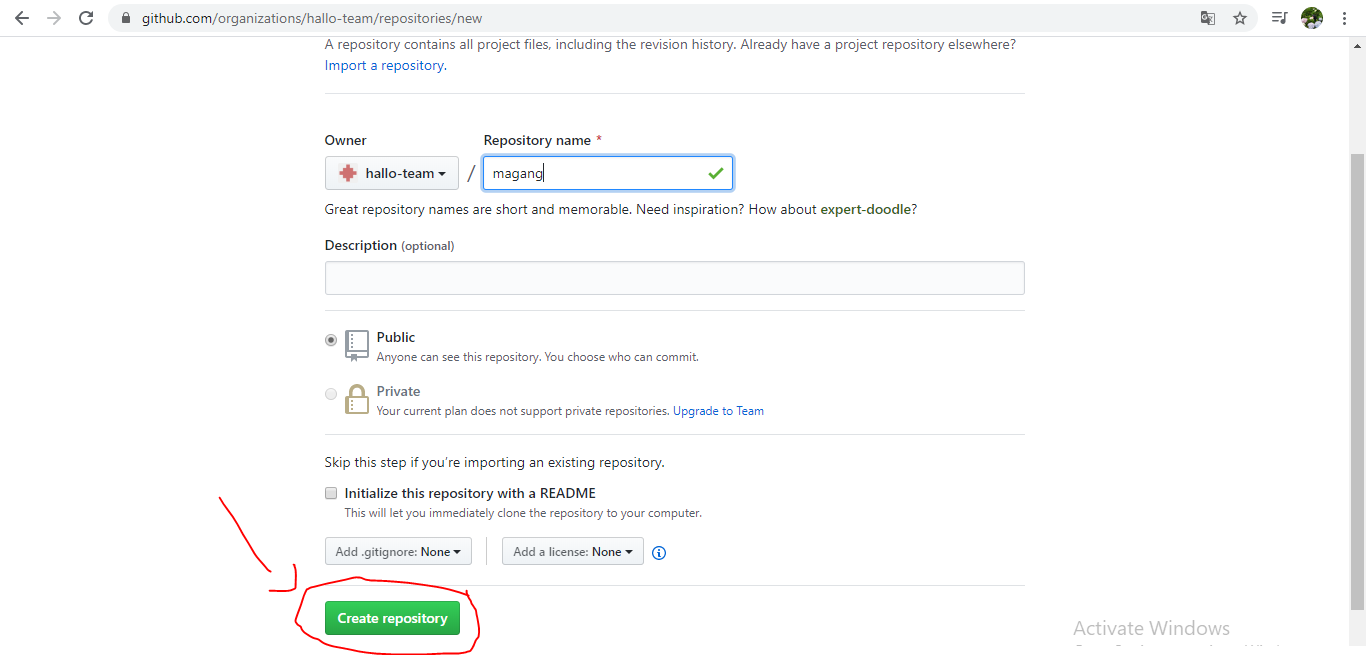 github.com/organizations/hallo-team/repositories/new
A repository contains all project files, including the revision history. Already have a project repository elsewhere?
Import a repository.
Owner
Repository name *
hallo-team / magang
Great repository names are short and memorable. Need inspiration? How about expert-doodle?
Description (optional)
Public
Anyone can see this repository. You choose who can commit.
Private
Your current plan does not support private repositories. Upgrade to Team
Skip this step if you’re importing an existing repository.
Initialize this repository with a README
This will let you immediately clone the repository to your computer.
Add .gitignore: None
Add a license: None
Create repository
Activate Windows